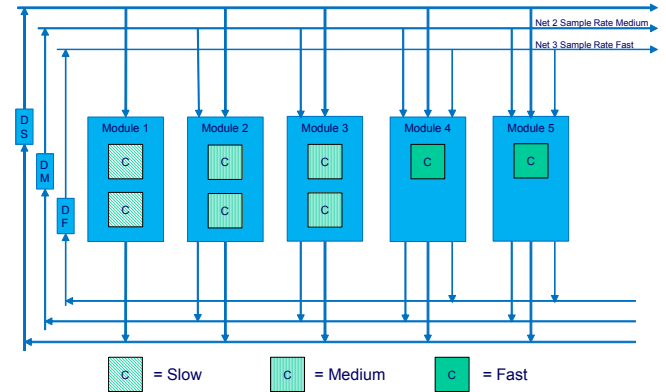 Net 2 Sample Rate Medium
Net 3 Sample Rate Fast
D
S
D
M
D
F
Module 1
Module 2
Module 3
Module 4
Module 5
C
C
C
C
C
C
C
C
C = Slow
C = Medium
C = Fast